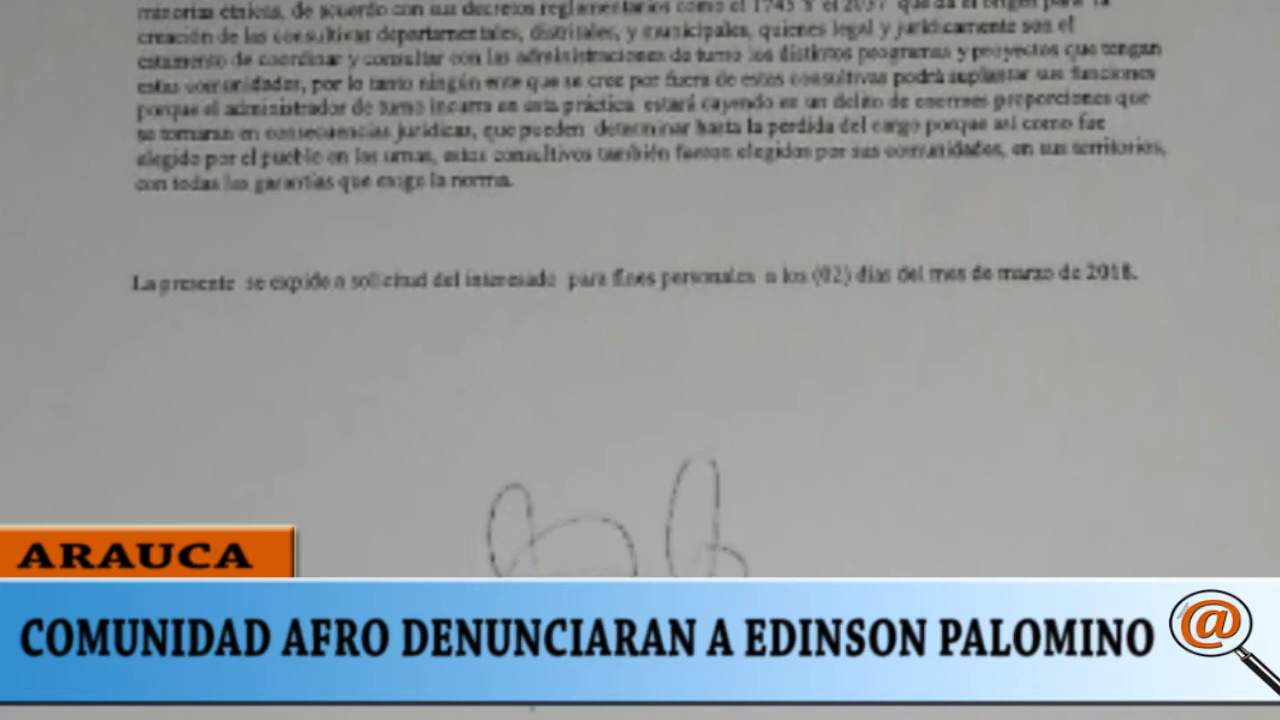 minorías étnicas, de acuerdo con sus decretos reglamentarios como el 1745 Y el 2037 que da el origen para la
creación de las consultivas departamentales, distritales, y municipales, quienes legal y jurídicamente son el
estamento de coordinar y consultar con las administraciones de turno los distintos programas y proyectos que tengan
estas comunidades, por lo tanto ningún ente que se cree por fuera de estos consultivas podrá suplantar sus funciones
porque el administrador de turno incurra en esta práctica estará cayendo en un delito de enormes proporciones que
se tornaran en consecuencias jurídicas, que pueden determinar hasta la perdida del cargo porque así como fue
elegido por el pueblo en las urnas, estos consultivos también fueron elegidos por sus comunidades, en sus territorios,
con todas las garantías que exige la norma.
La presente se expide a solicitud del interesado para fines personales a los (02) días del mes de marzo de 2018.
ARAUCA
COMUNIDAD AFRO DENUNCIARAN A EDINSON PALOMINO
@